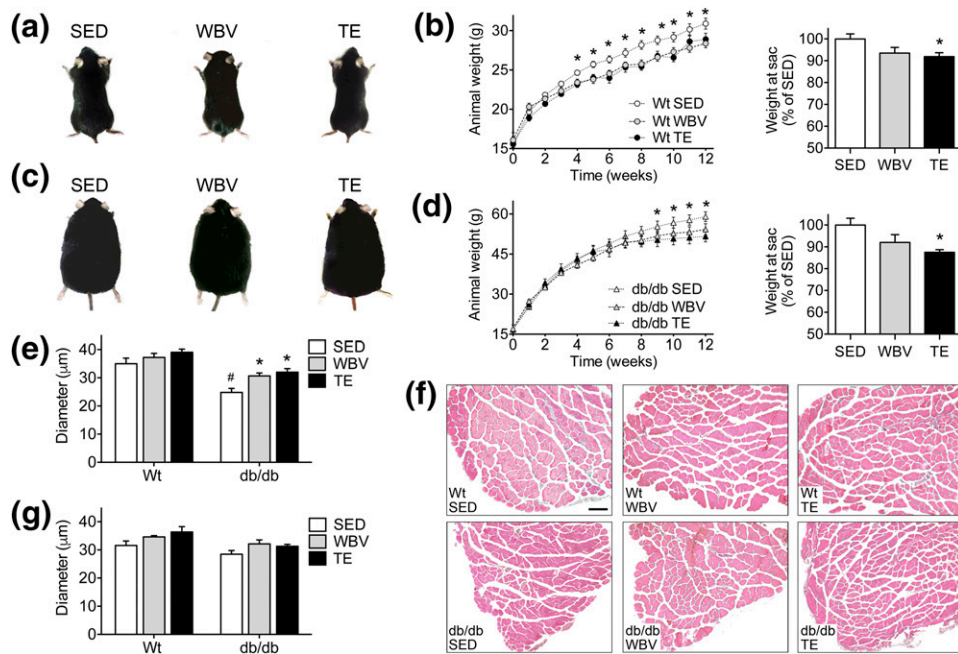 (a)
SED WBV TE
(b)
Animal weight (g)
35
30
25
20
15
0 2 4 6 8 10 12
Time (weeks)
* * * * * * * * *
Wt SED
Wt WBV
Wt TE
Weight at sac
(% of SED)
110
100
90
80
70
60
50
SED WBV TE
*
(c)
SED WBV TE
(d)
Animal weight (g)
60
45
30
15
0 2 4 6 8 10 12
Time (weeks)
* * * *
db/db SED
db/db WBV
db/db TE
Weight at sac
(% of SED)
110
100
90
80
70
60
50
SED WBV TE
*
(e)
Diameter (μm)
60
40
20
0
Wt db/db
# * *
SED
WBV
TE
(f)
Wt
SED
Wt
WBV
Wt
TE
db/db
SED
db/db
WBV
db/db
TE
(g)
Diameter (μm)
60
40
20
0
Wt db/db
SED
WBV
TE